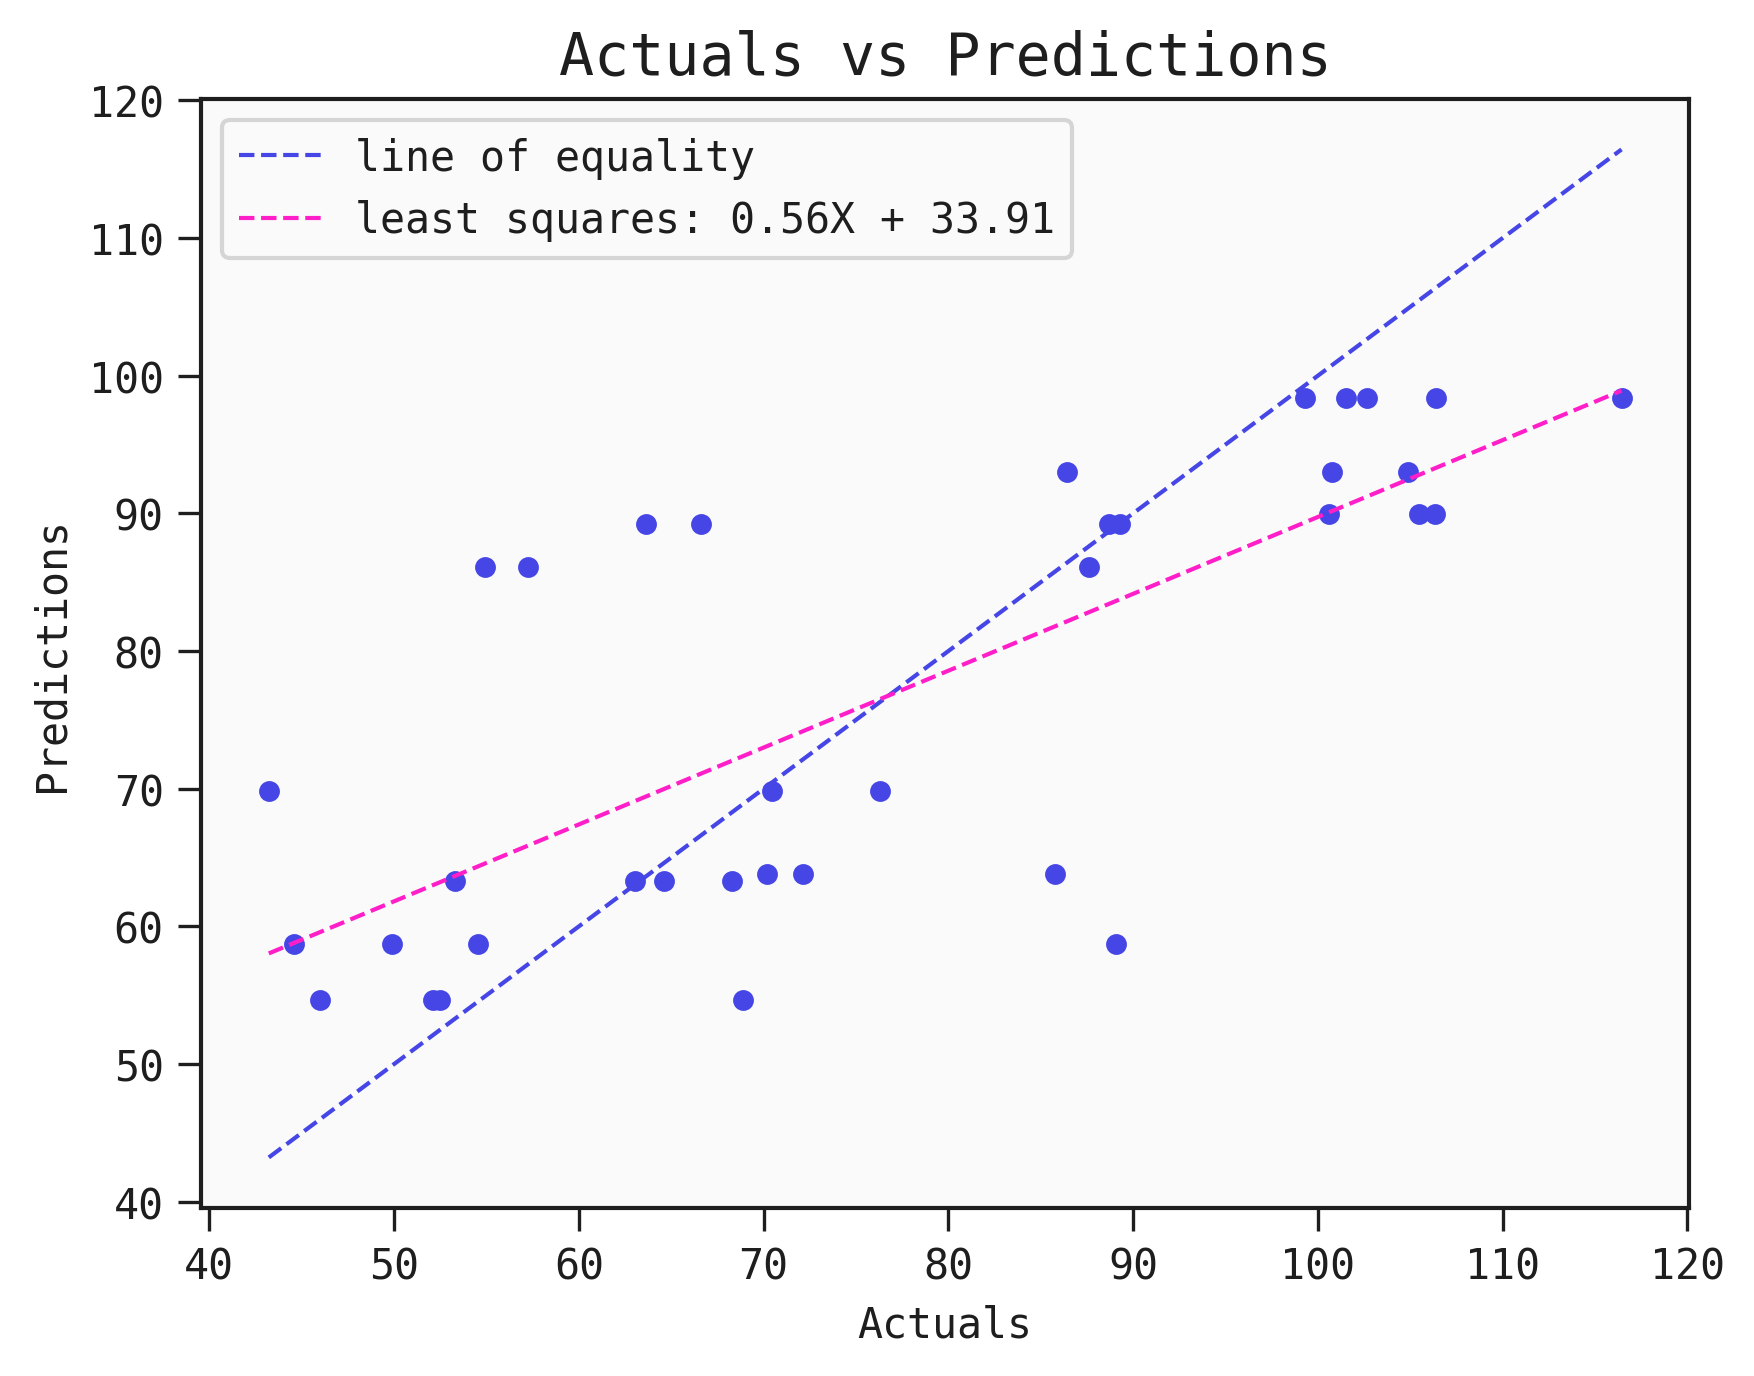 Actuals vs Predictions
line of equality
least squares: 0.56X + 33.91
Predictions
120
110
100
90
80
70
60
50
40
40 50 60 70 80 90 100 110 120
Actuals